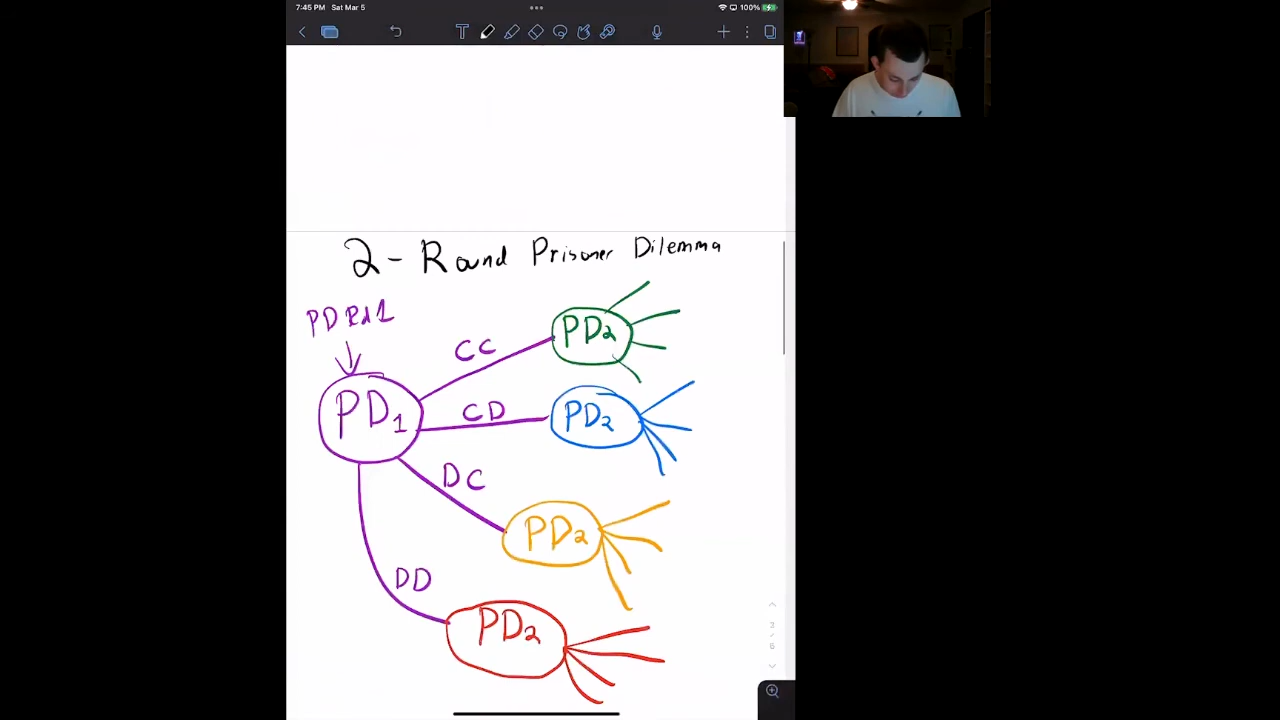 7:45 PM Sat Mar 5
100%
T
2 - Round Prisoner Dilemma
PD Rd 1
PD1
CC
PD2
CD
PD2
DC
PD2
DD
PD2